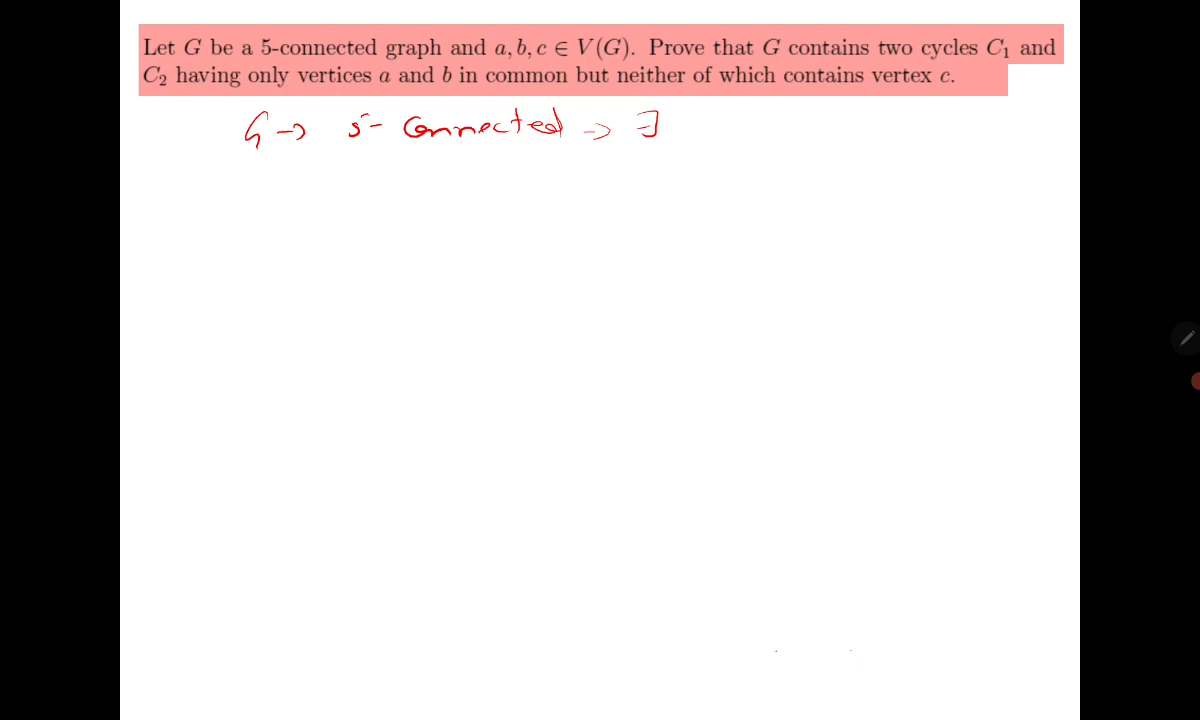 Let G be a 5-connected graph and a, b, c ∈ V(G). Prove that G contains two cycles C₁ and
C₂ having only vertices a and b in common but neither of which contains vertex c.
G → 5- Connected → ∃